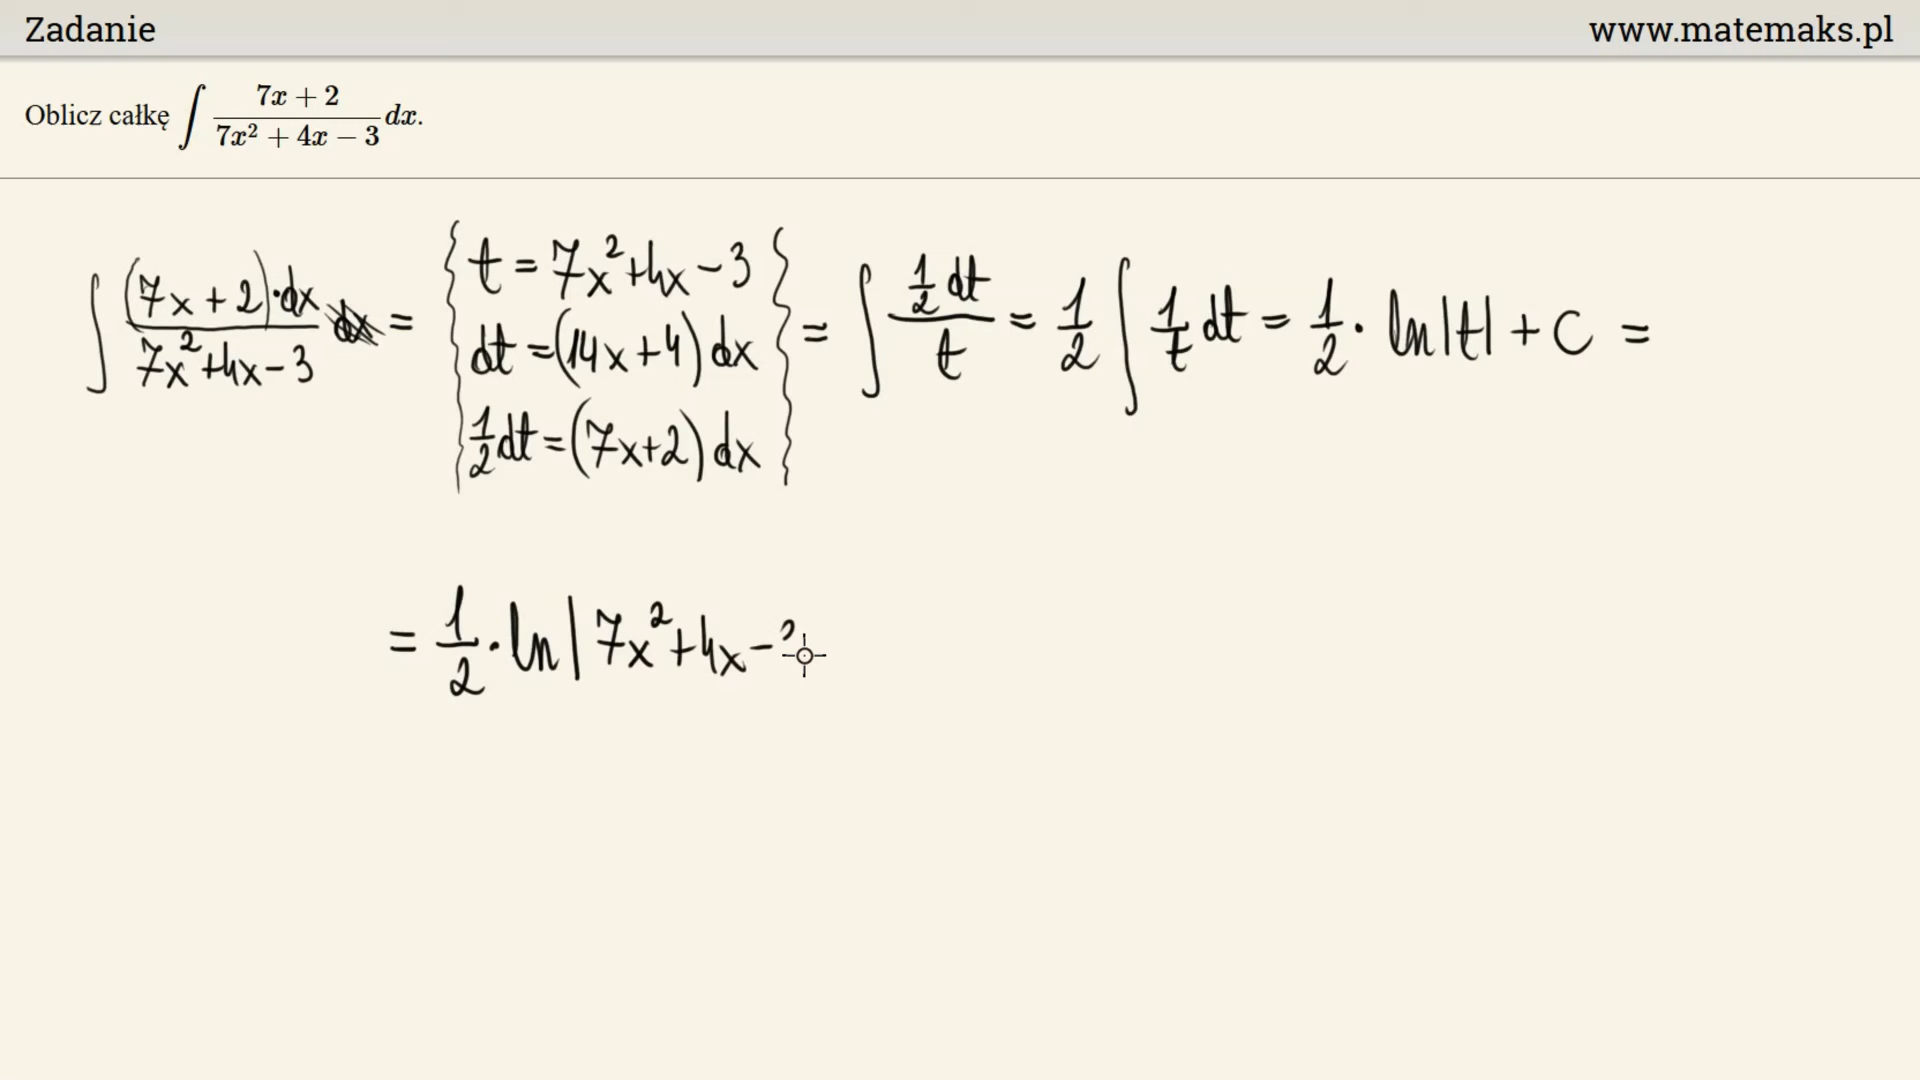 Zadanie www.matemaks.pl
Oblicz całkę ∫ (7x + 2)/(7x² + 4x − 3) dx.
∫ ((7x + 2)·dx)/(7x² + 4x − 3) = { t = 7x² + 4x − 3 } = ∫ (½ dt)/t = ½ ∫ 1/t dt = ½ · ln|t| + C =
dt = (14x + 4) dx
½ dt = (7x + 2) dx
= ½ · ln|7x² + 4x −